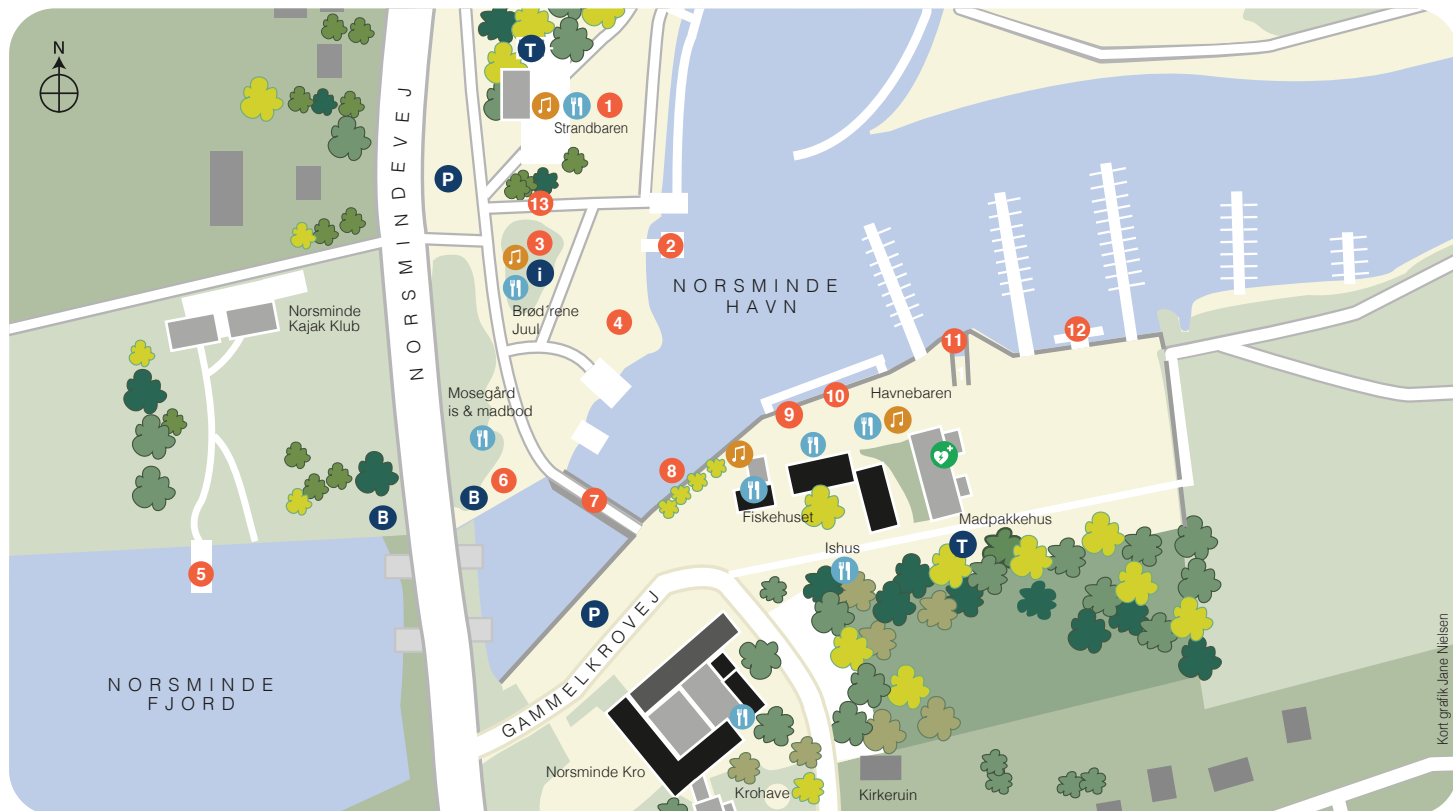 N
T
1
Strandbaren
NORSMINDEVEJ
P
13
3
i
2
Brød´rene
Juul
NORSMINDE
HAVN
4
Norsminde
Kajak Klub
11
12
Mosegård
is & madbod
Havnebaren
10
9
8
6
B
7
B
Fiskehuset
Madpakkehus
T
Ishus
5
P
GAMMELKROVEJ
NORSMINDE
FJORD
Norsminde Kro
Krohave
Kirkeruin
Kort grafik Jane Nielsen